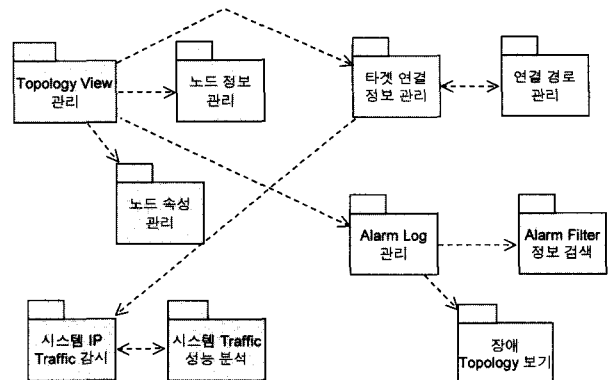 Topology View
관리
노드 정보
관리
타겟 연결
정보 관리
연결 경로
관리
노드 속성
관리
Alarm Log
관리
Alarm Filter
정보 검색
시스템 IP
Traffic 감시
시스템 Traffic
성능 분석
장애
Topology 보기